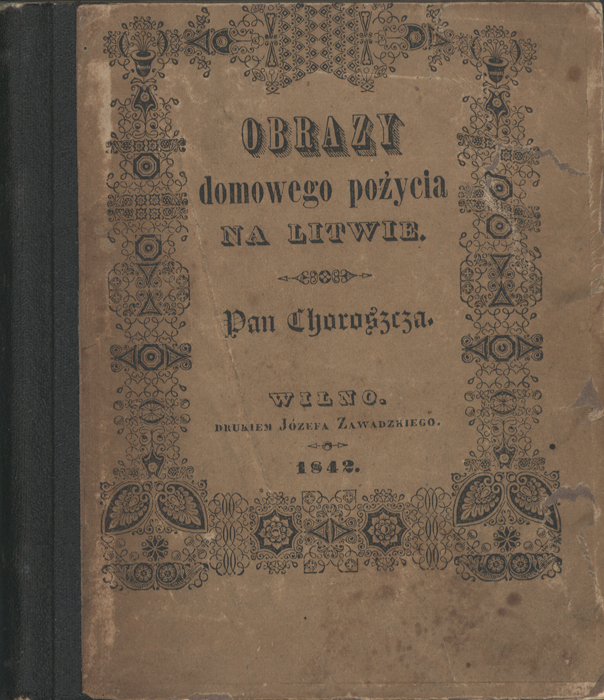 OBRAZY
domowego pożycia
NA LITWIE.
Pan Choroszcza.
WILNO.
DRUKIEM JÓZEFA ZAWADZKIEGO.
1842.